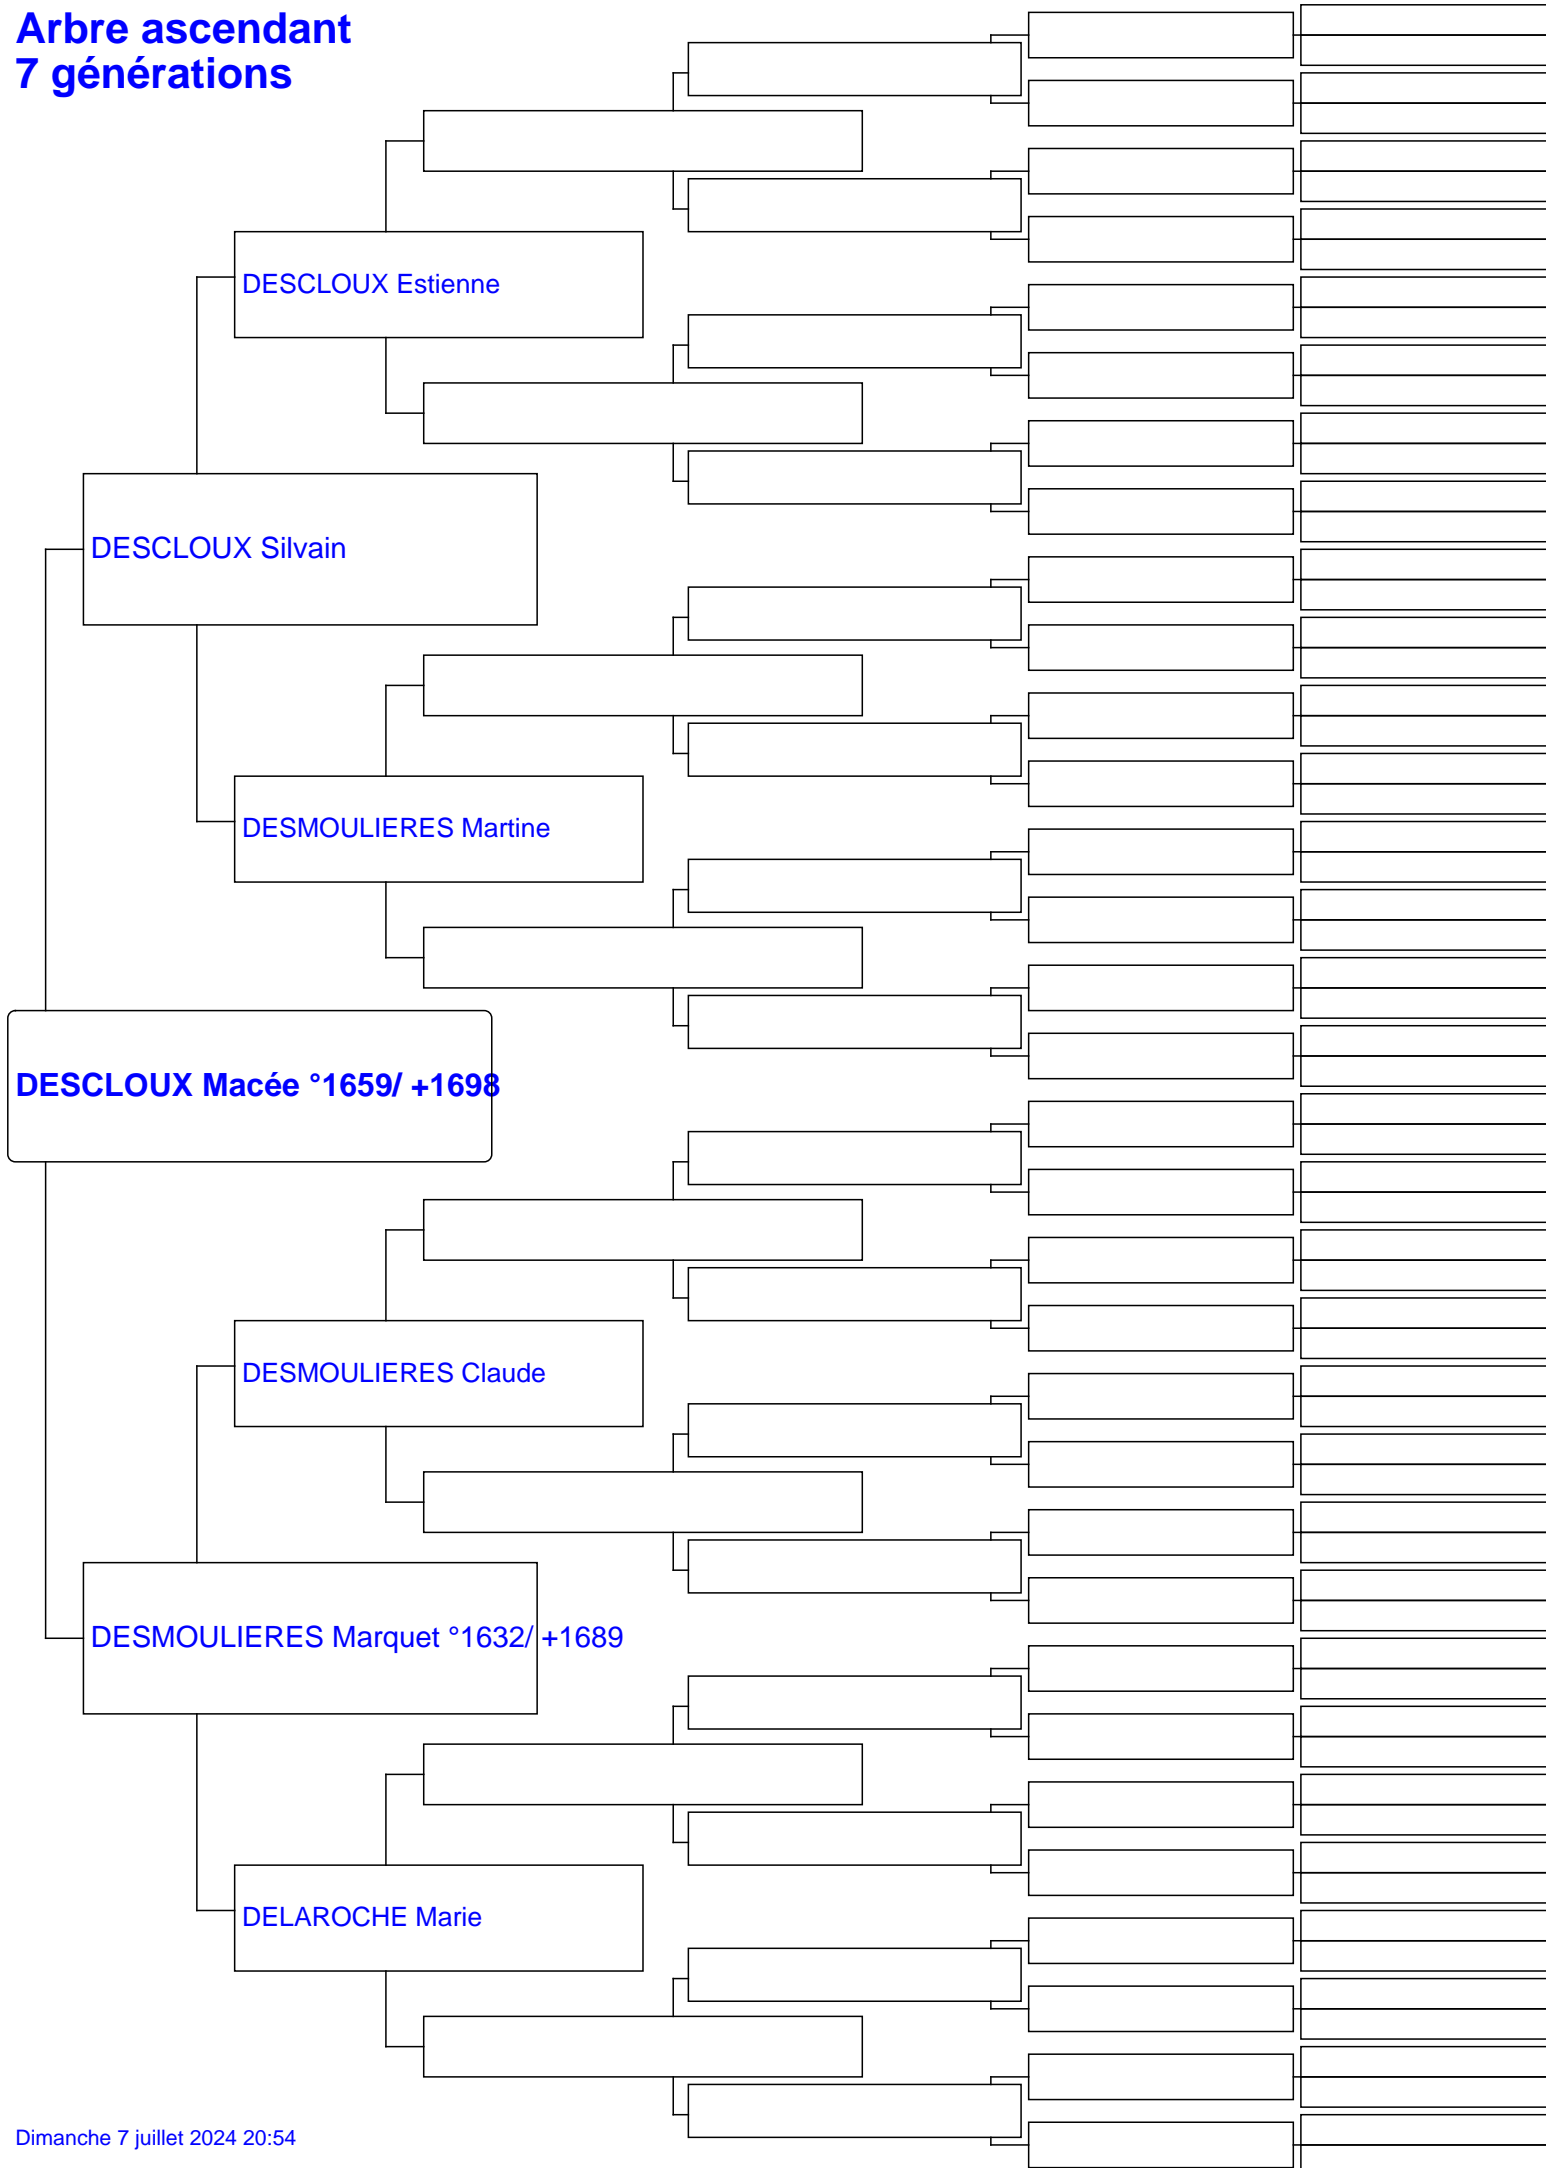 Arbre ascendant
7 générations
DESCLOUX Estienne
DESCLOUX Silvain
DESMOULIERES Martine
DESCLOUX Macée °1659/ +1698
DESMOULIERES Claude
DESMOULIERES Marquet °1632/ +1689
DELAROCHE Marie
Dimanche 7 juillet 2024 20:54